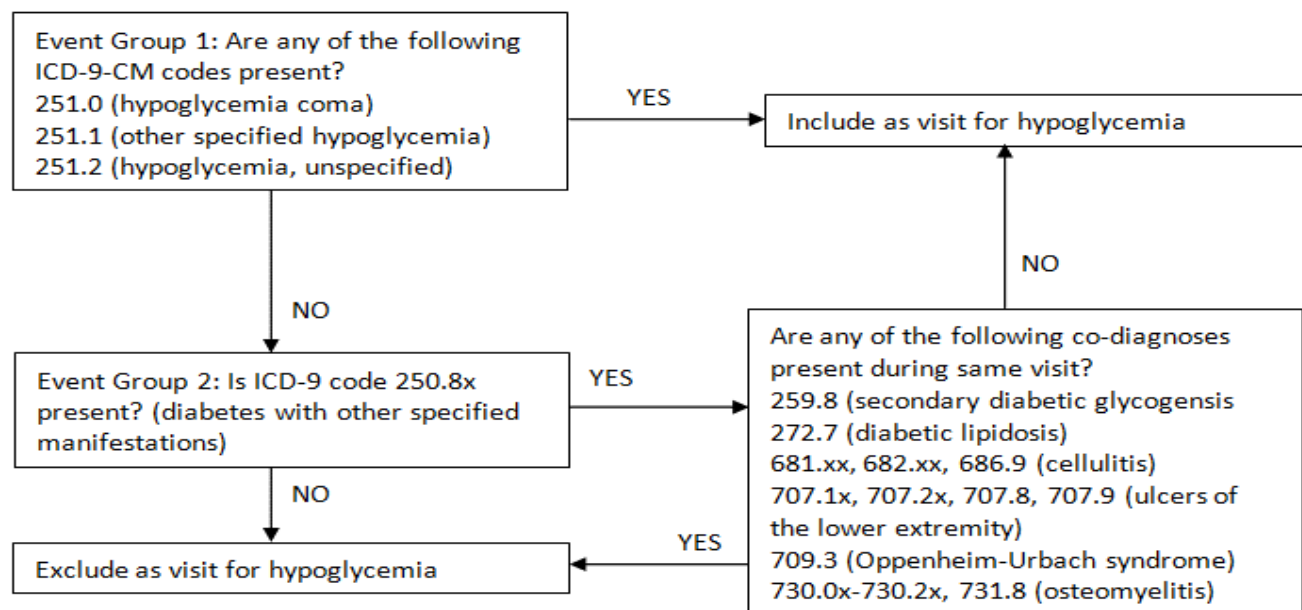 Event Group 1: Are any of the following
ICD-9-CM codes present?
251.0 (hypoglycemia coma)
251.1 (other specified hypoglycemia)
251.2 (hypoglycemia, unspecified)
YES
Include as visit for hypoglycemia
NO
NO
Event Group 2: Is ICD-9 code 250.8x
present? (diabetes with other specified
manifestations)
YES
Are any of the following co-diagnoses
present during same visit?
259.8 (secondary diabetic glycogensis
272.7 (diabetic lipidosis)
681.xx, 682.xx, 686.9 (cellulitis)
707.1x, 707.2x, 707.8, 707.9 (ulcers of
the lower extremity)
709.3 (Oppenheim-Urbach syndrome)
730.0x-730.2x, 731.8 (osteomyelitis)
NO
YES
Exclude as visit for hypoglycemia